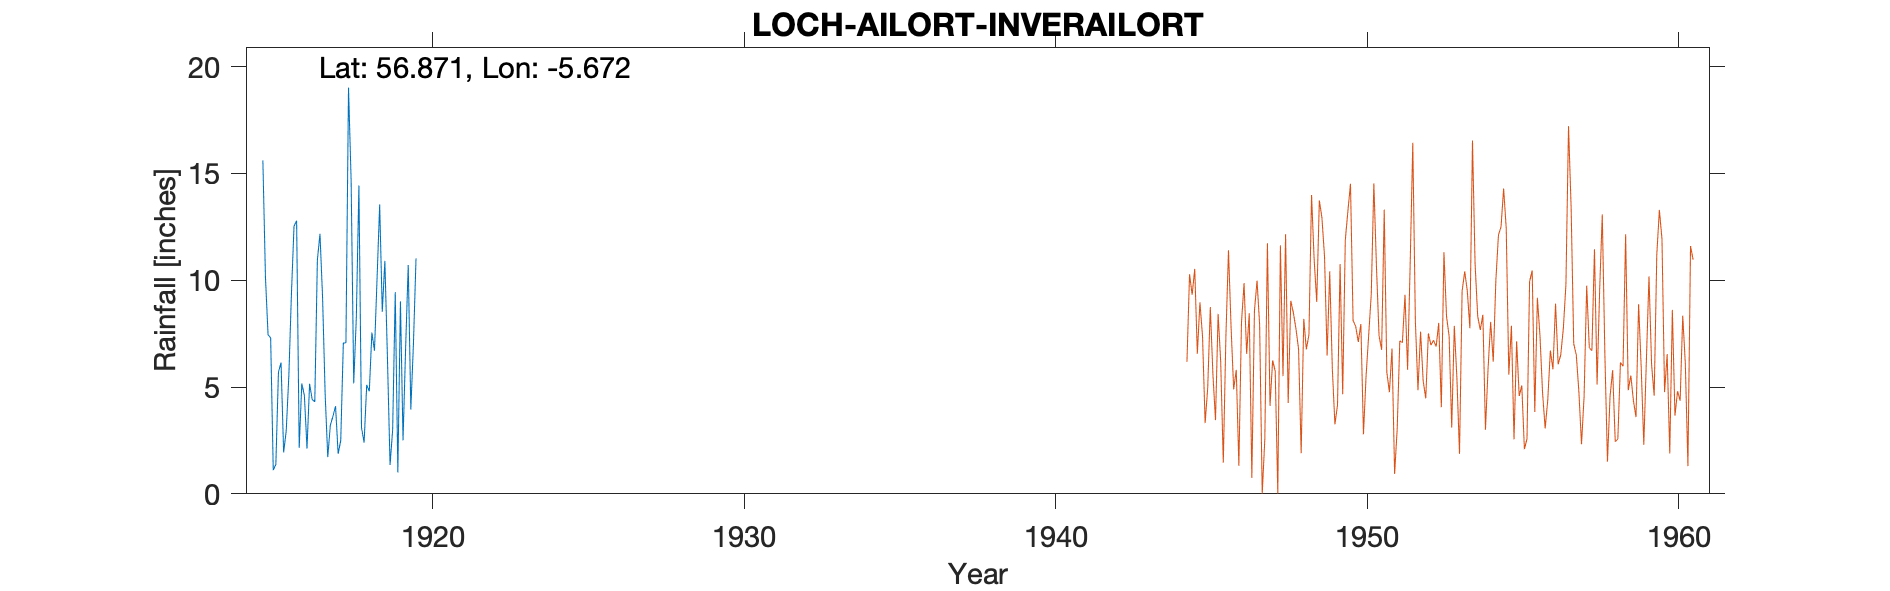 LOCH-AILORT-INVERAILORT
Lat: 56.871, Lon: -5.672
20
15
10
5
0
Rainfall [inches]
1920 1930 1940 1950 1960
Year